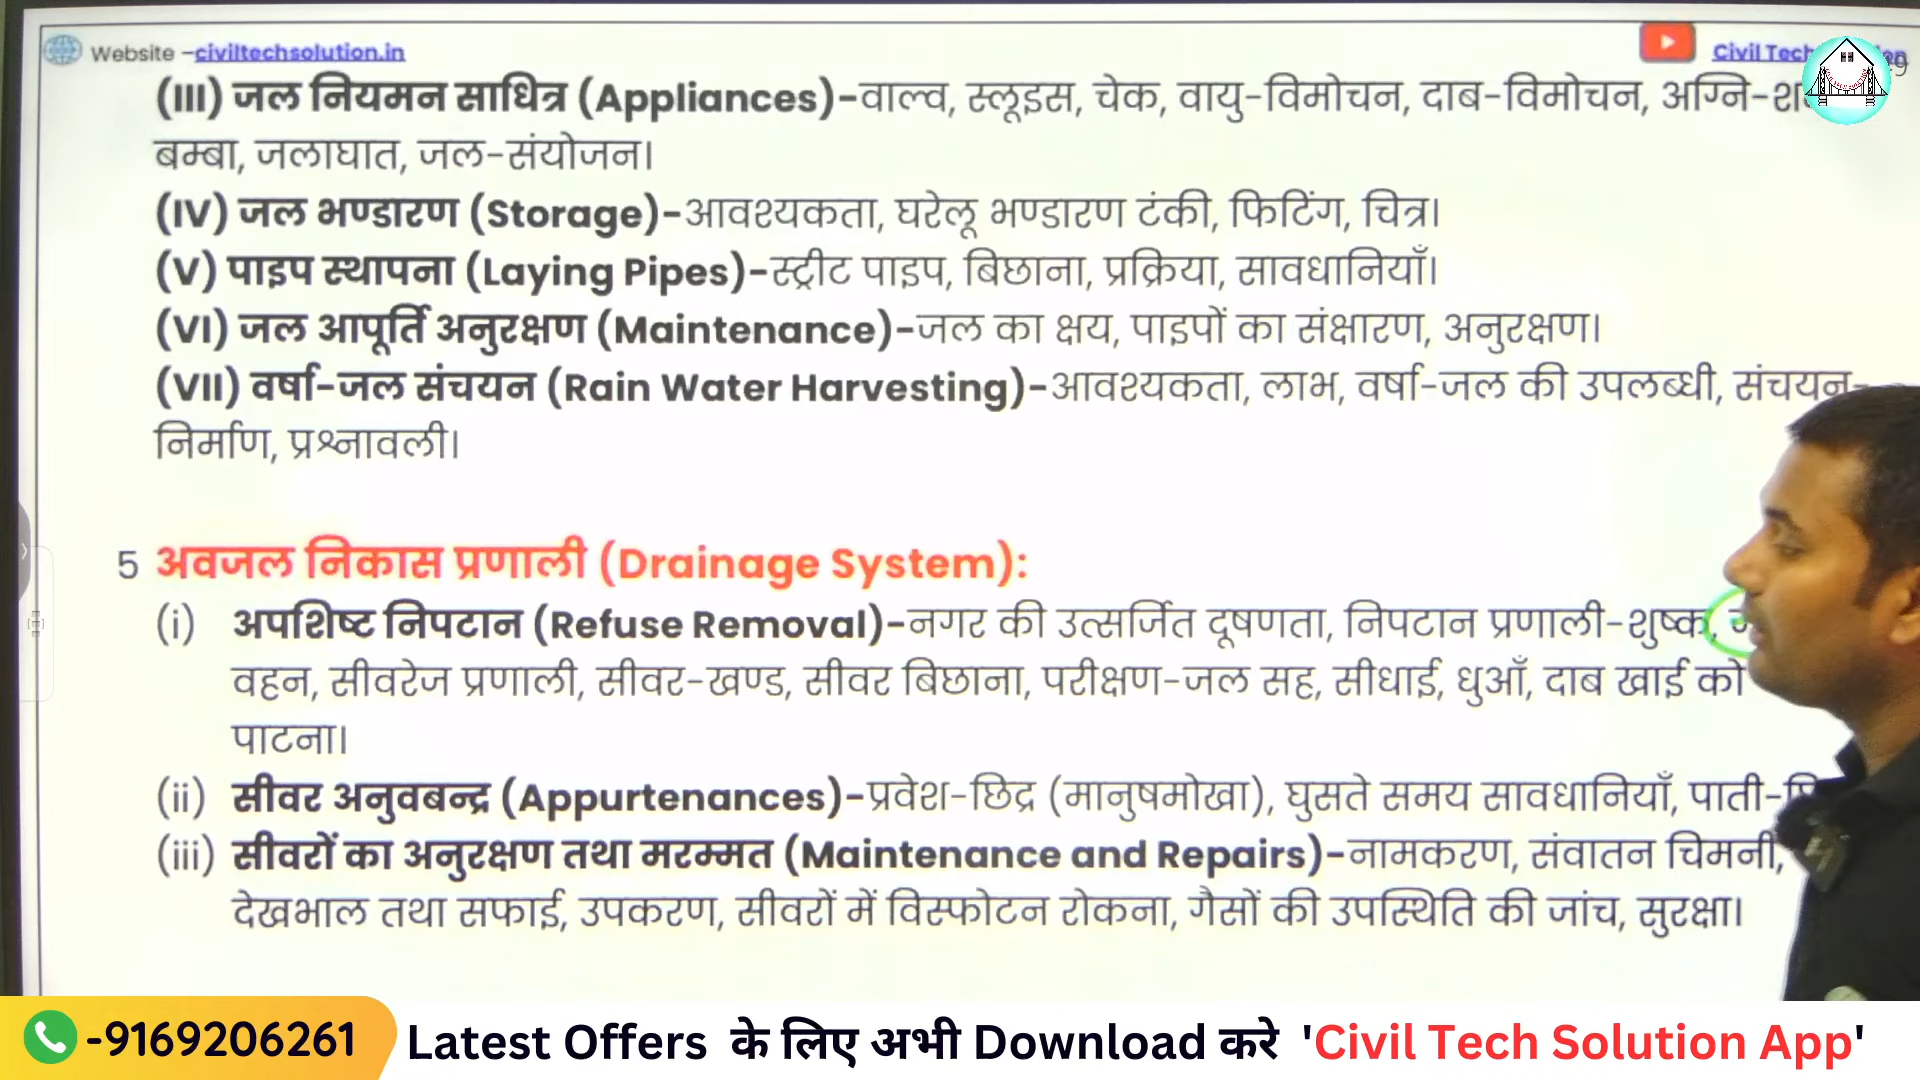 Website –civiltechsolution.in
Civil Tech
(III) जल नियमन साधित्र (Appliances)-वाल्व, स्लूइस, चेक, वायु-विमोचन, दाब-विमोचन, अग्नि-
बम्बा, जलाघात, जल-संयोजन।
(IV) जल भण्डारण (Storage)-आवश्यकता, घरेलू भण्डारण टंकी, फिटिंग, चित्र।
(V) पाइप स्थापना (Laying Pipes)-स्ट्रीट पाइप, बिछाना, प्रक्रिया, सावधानियाँ।
(VI) जल आपूर्ति अनुरक्षण (Maintenance)-जल का क्षय, पाइपों का संक्षारण, अनुरक्षण।
(VII) वर्षा-जल संचयन (Rain Water Harvesting)-आवश्यकता, लाभ, वर्षा-जल की उपलब्धी, संचयन-
निर्माण, प्रश्नावली।
5 अवजल निकास प्रणाली (Drainage System):
(i) अपशिष्ट निपटान (Refuse Removal)-नगर की उत्सर्जित दूषणता, निपटान प्रणाली-शुष्क,
वहन, सीवरेज प्रणाली, सीवर-खण्ड, सीवर बिछाना, परीक्षण-जल सह, सीधाई, धुआँ, दाब खाई को
पाटना।
(ii) सीवर अनुवबन्द्र (Appurtenances)-प्रवेश-छिद्र (मानुषमोखा), घुसते समय सावधानियाँ, पाती-
(iii) सीवरों का अनुरक्षण तथा मरम्मत (Maintenance and Repairs)-नामकरण, संवातन चिमनी,
देखभाल तथा सफाई, उपकरण, सीवरों में विस्फोटन रोकना, गैसों की उपस्थिति की जांच, सुरक्षा।
-9169206261 Latest Offers के लिए अभी Download करे 'Civil Tech Solution App'